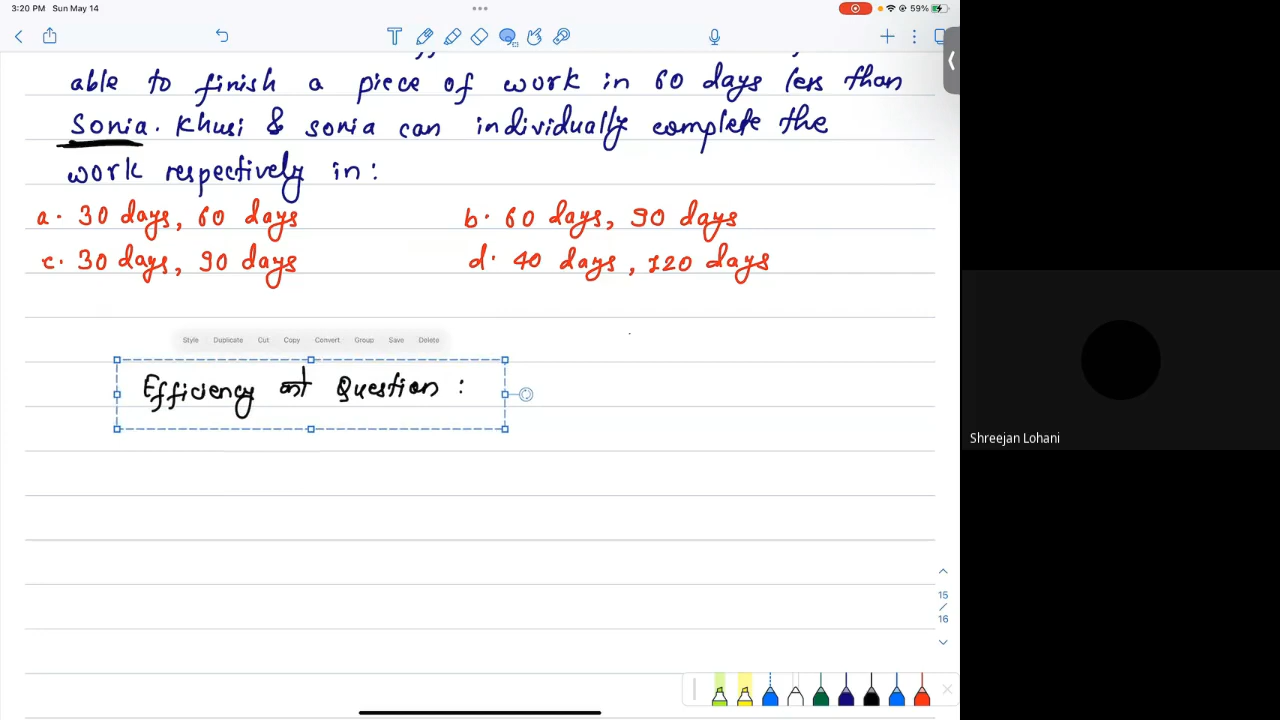 3:20 PM Sun May 14
59%
able to finish a piece of work in 60 days less than
Sonia. Khusi & sonia can individually complete the
work respectively in:
a. 30 days, 60 days
b. 60 days, 90 days
c. 30 days, 90 days
d. 40 days, 120 days
Style Duplicate Cut Copy Convert Group Save Delete
Efficiency Question:
Shreejan Lohani
15
/
16